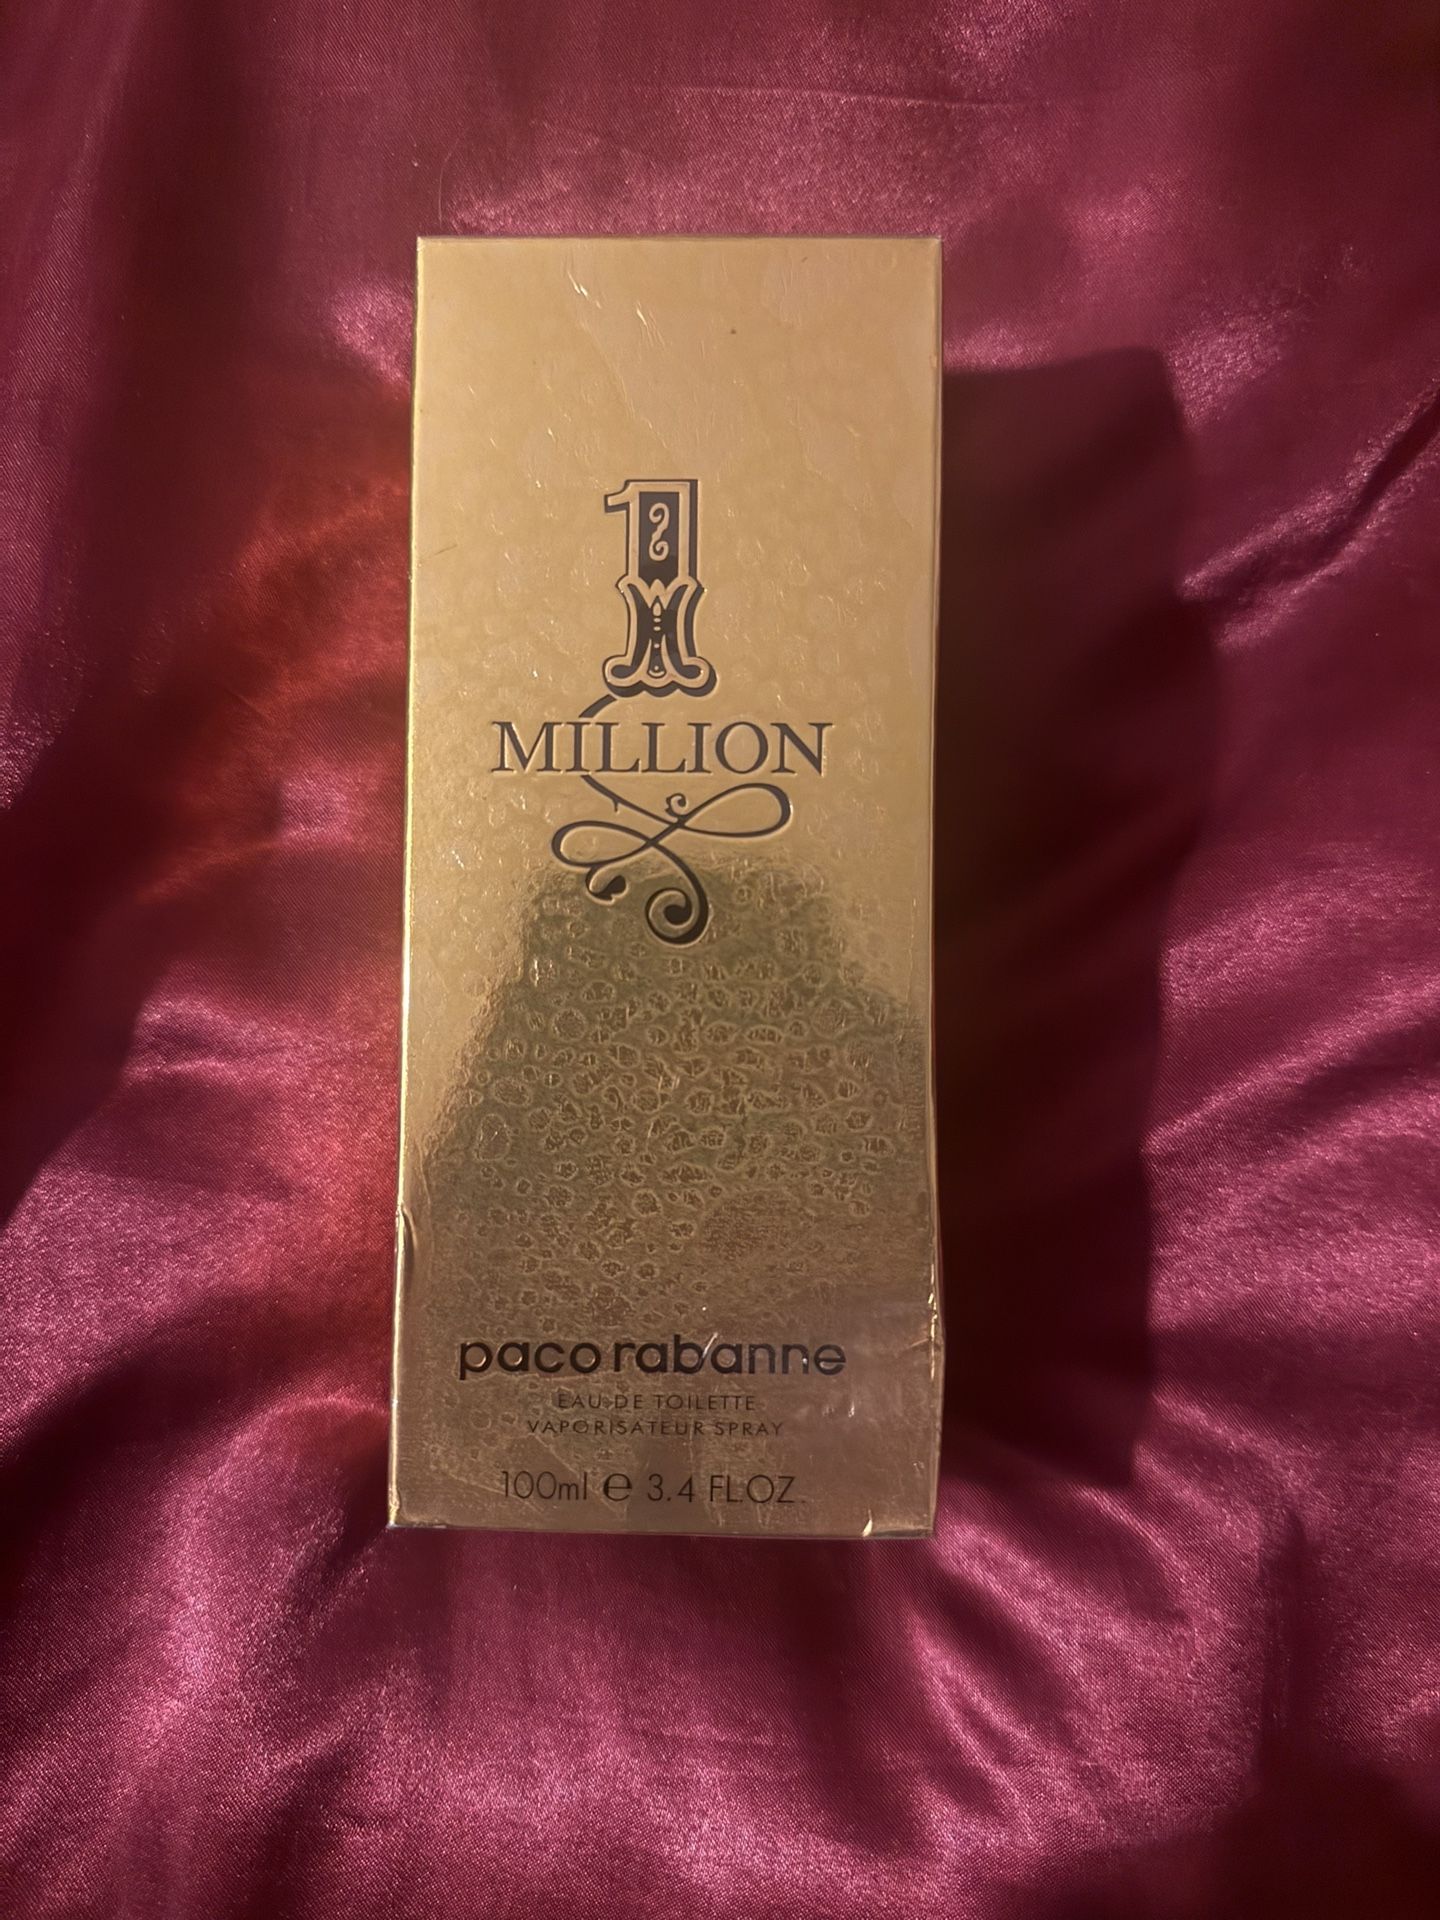 1
MILLION
paco rabanne
EAU DE TOILETTE
VAPORISATEUR SPRAY
100ml e 3.4 FL.OZ.